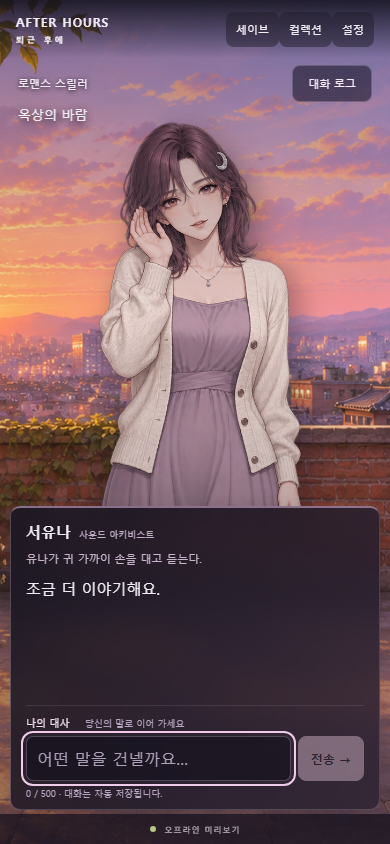 AFTER HOURS
퇴근 후에
세이브 컬렉션 설정
로맨스 스릴러
대화 로그
옥상의 바람
서유나 사운드 아키비스트
유나가 귀 가까이 손을 대고 듣는다.
조금 더 이야기해요.
나의 대사 당신의 말로 이어 가세요
어떤 말을 건넬까요...
전송 →
0 / 500 · 대화는 자동 저장됩니다.
오프라인 미리보기